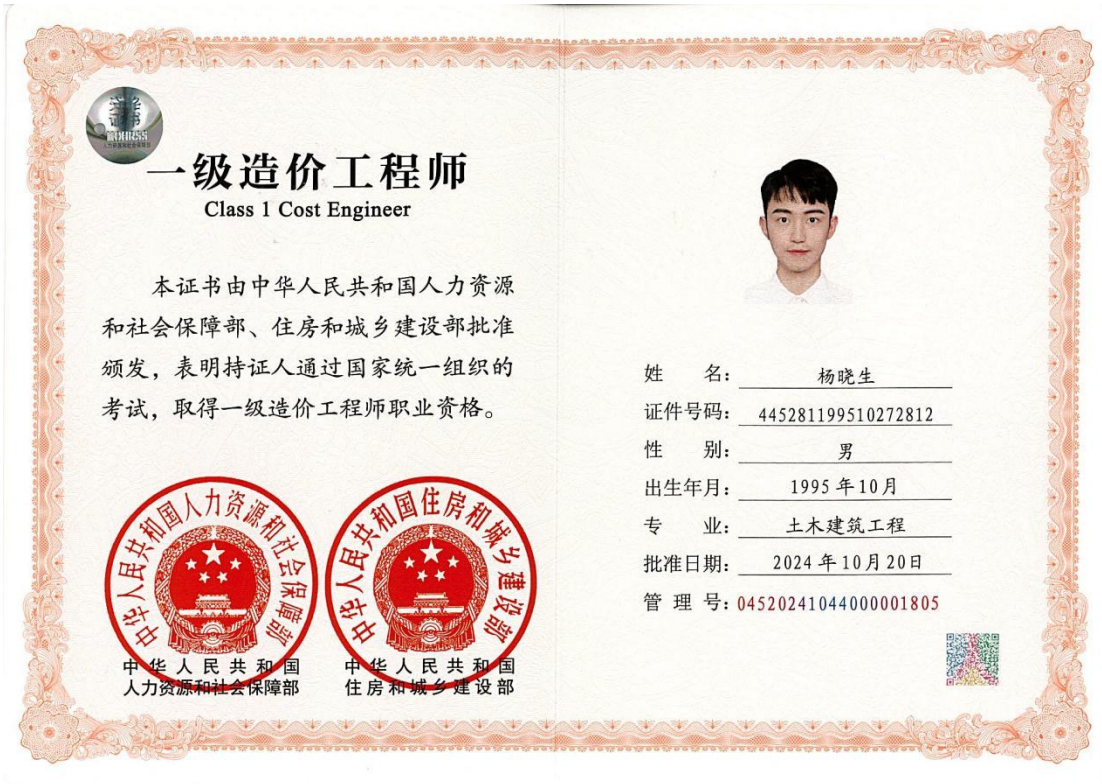 一级造价工程师
Class 1 Cost Engineer
本证书由中华人民共和国人力资源
和社会保障部、住房和城乡建设部批准
颁发，表明持证人通过国家统一组织的
考试，取得一级造价工程师职业资格。
中华人民共和国人力资源和社会保障部
中华人民共和国
人力资源和社会保障部
中华人民共和国住房和城乡建设部
中华人民共和国
住房和城乡建设部
姓 名：杨晓生
证件号码：445281199510272812
性 别：男
出生年月：1995年10月
专 业：土木建筑工程
批准日期：2024年10月20日
管 理 号：04520241044000001805